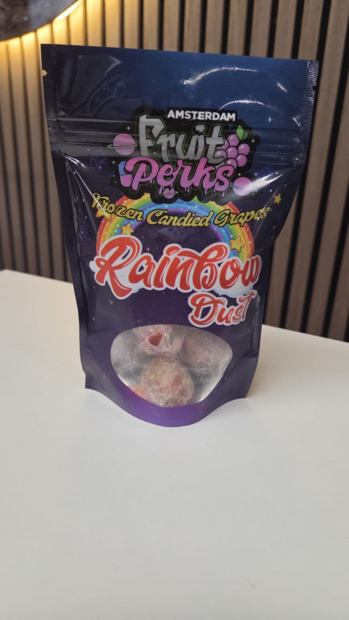 AMSTERDAM
Fruit
Perks
Frozen Candied Grapes
Rainbow
Dust